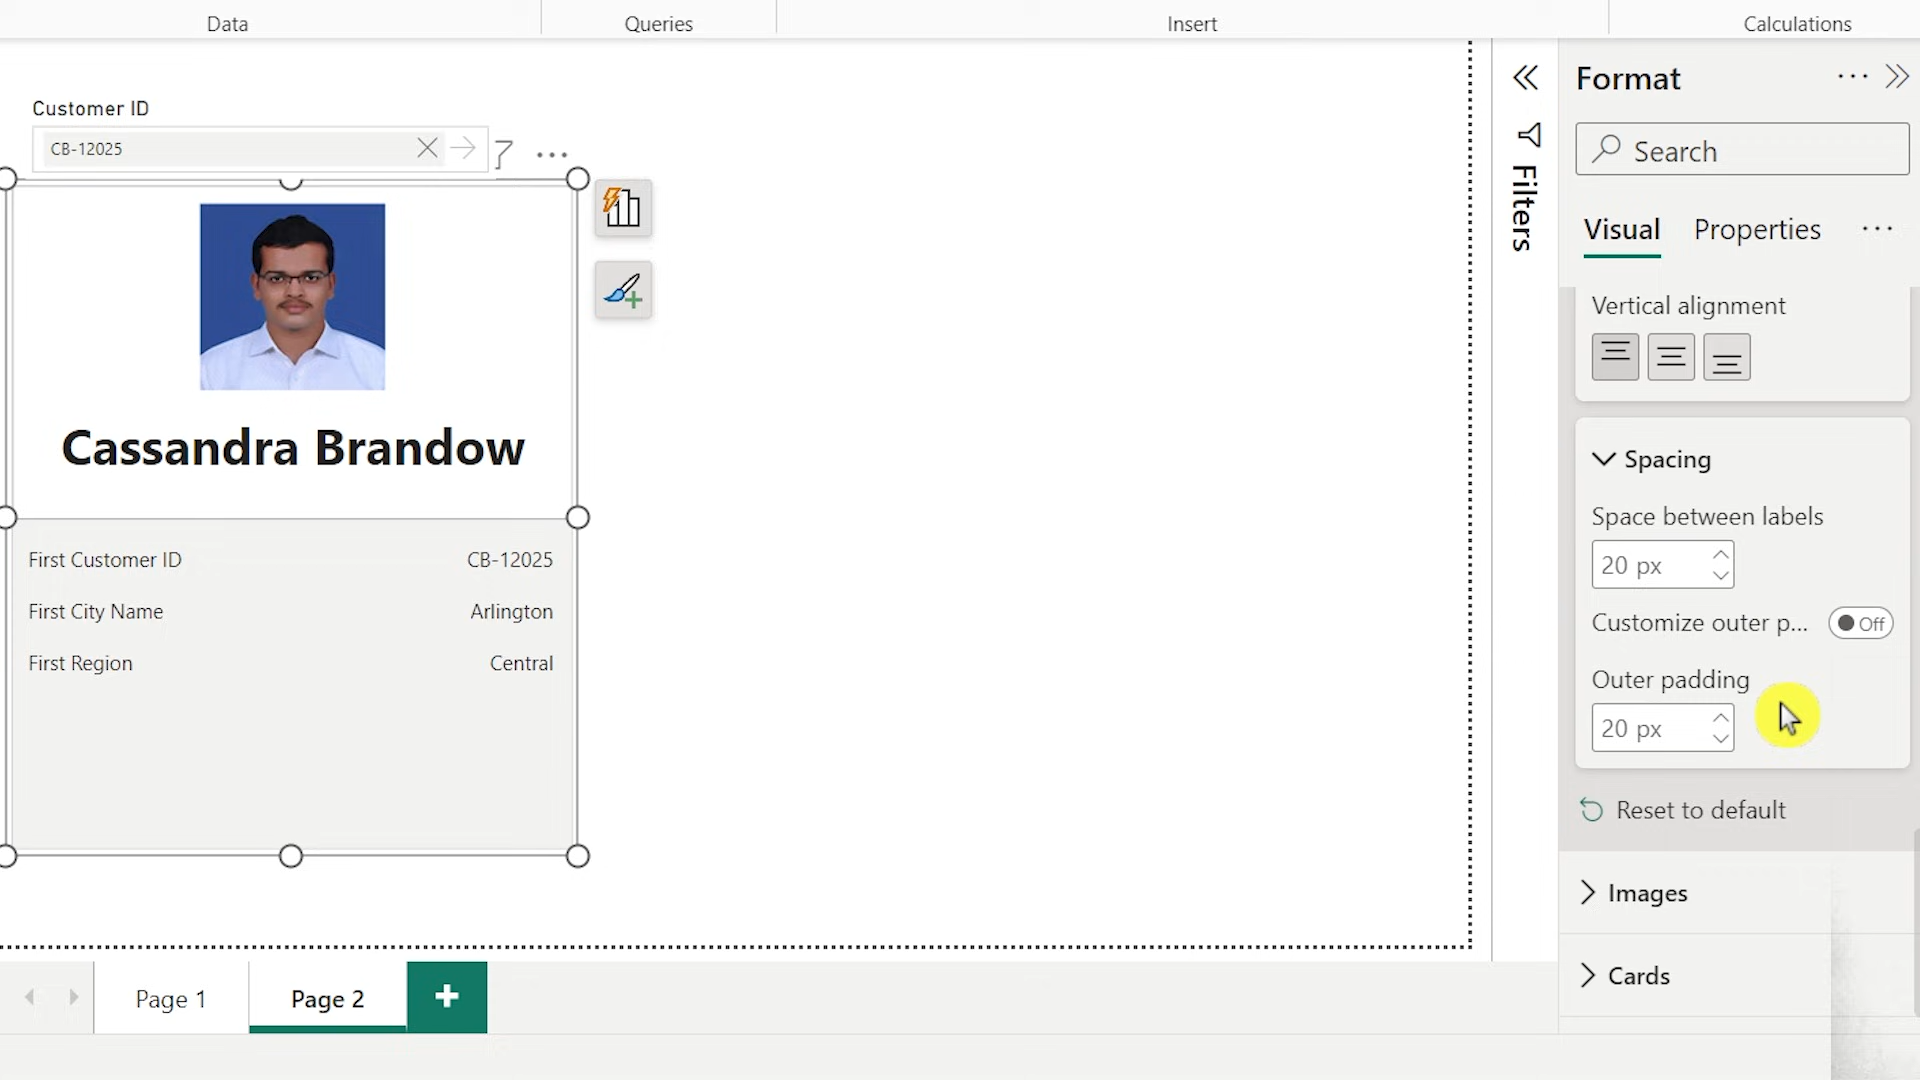 Data
Queries
Insert
Calculations
Customer ID
CB-12025
Cassandra Brandow
First Customer ID
CB-12025
First City Name
Arlington
First Region
Central
Filters
Format
Search
Visual
Properties
Vertical alignment
Spacing
Space between labels
20 px
Customize outer p...
Off
Outer padding
20 px
Reset to default
Images
Cards
Page 1
Page 2